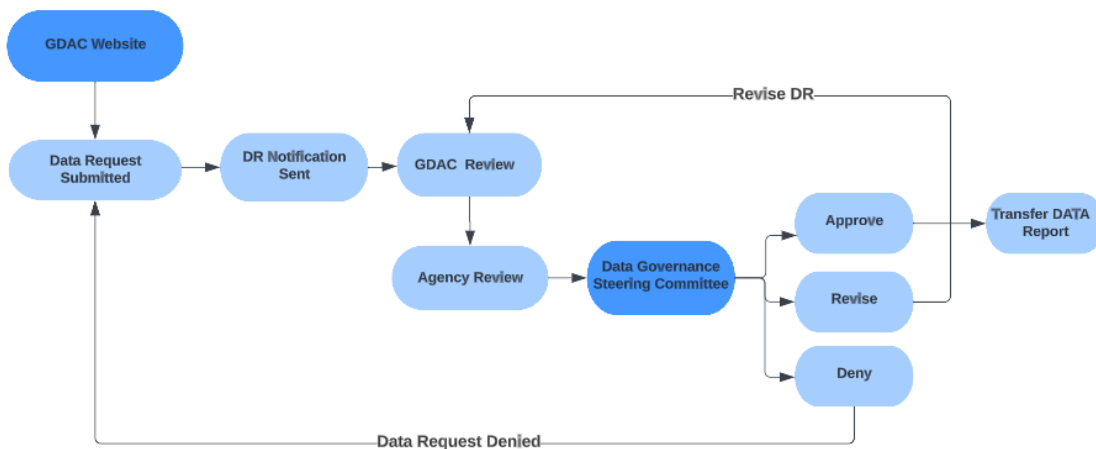 GDAC Website
Revise DR
Data Request
Submitted
DR Notification
Sent
GDAC Review
Approve
Transfer DATA
Report
Agency Review
Data Governance
Steering Committee
Revise
Deny
Data Request Denied